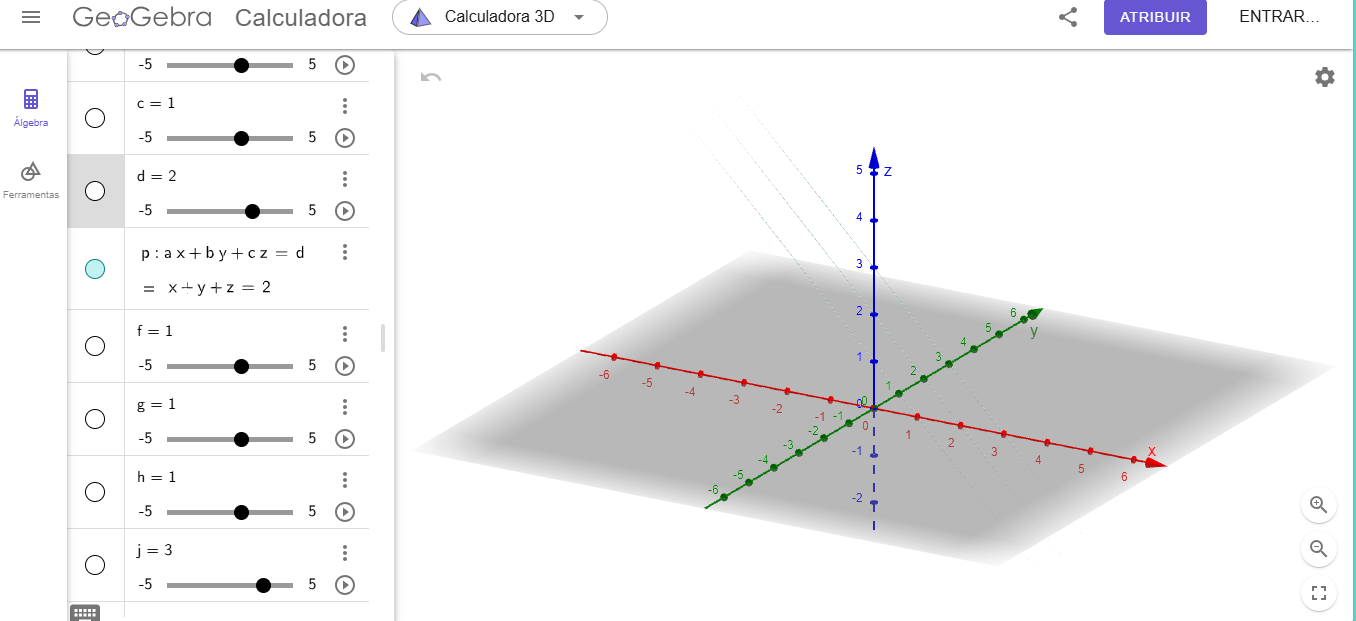 GeoGebra Calculadora
Calculadora 3D
ATRIBUIR
ENTRAR...
Álgebra
Ferramentas
-5 5
c = 1
-5 5
d = 2
-5 5
p : a x + b y + c z = d
= x + y + z = 2
f = 1
-5 5
g = 1
-5 5
h = 1
-5 5
j = 3
-5 5
5 z
4
3
2
1
0
-1
-2
-6 -5 -4 -3 -2 -1 0 1 2 3 4 5 6 x
-6 -5 -4 -3 -2 -1 0 1 2 3 4 5 6 y